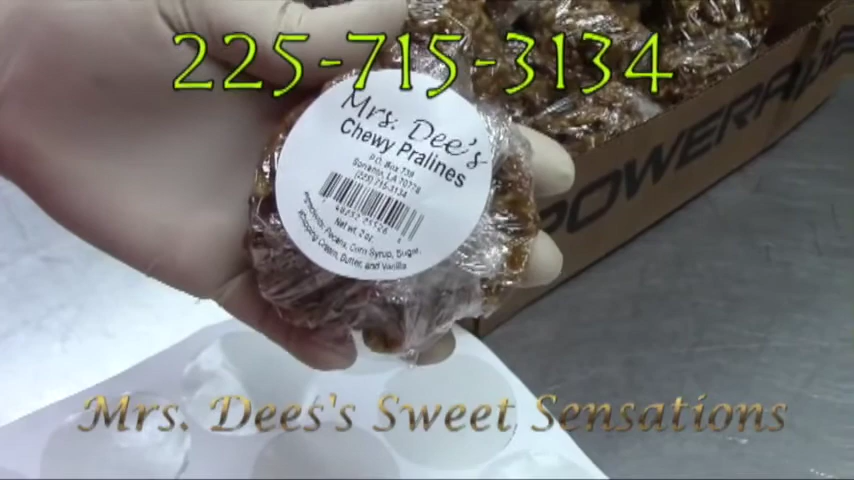 225-715-3134
Mrs. Dee's
Chewy Pralines
P.O. Box 739
Sorrento, LA 70778
(225) 715-3134
Net wt. 2 oz.
Ingredients: Pecans, Corn Syrup, Sugar,
Whipping Cream, Butter, and Vanilla
POWERADE
Mrs. Dees's Sweet Sensations